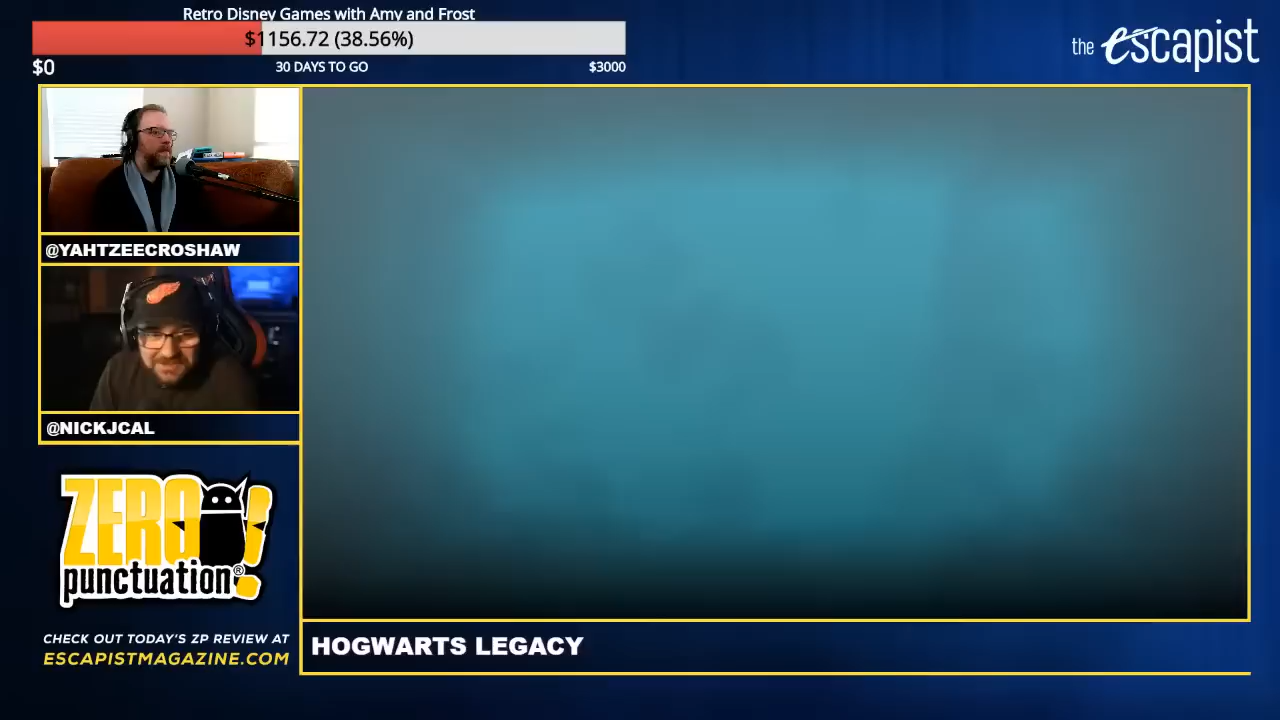 Retro Disney Games with Amy and Frost
$1156.72 (38.56%)
$0
30 DAYS TO GO
$3000
the escapist
@YAHTZEECROSHAW
@NICKJCAL
ZERO
punctuation!®
CHECK OUT TODAY'S ZP REVIEW AT
ESCAPISTMAGAZINE.COM
HOGWARTS LEGACY